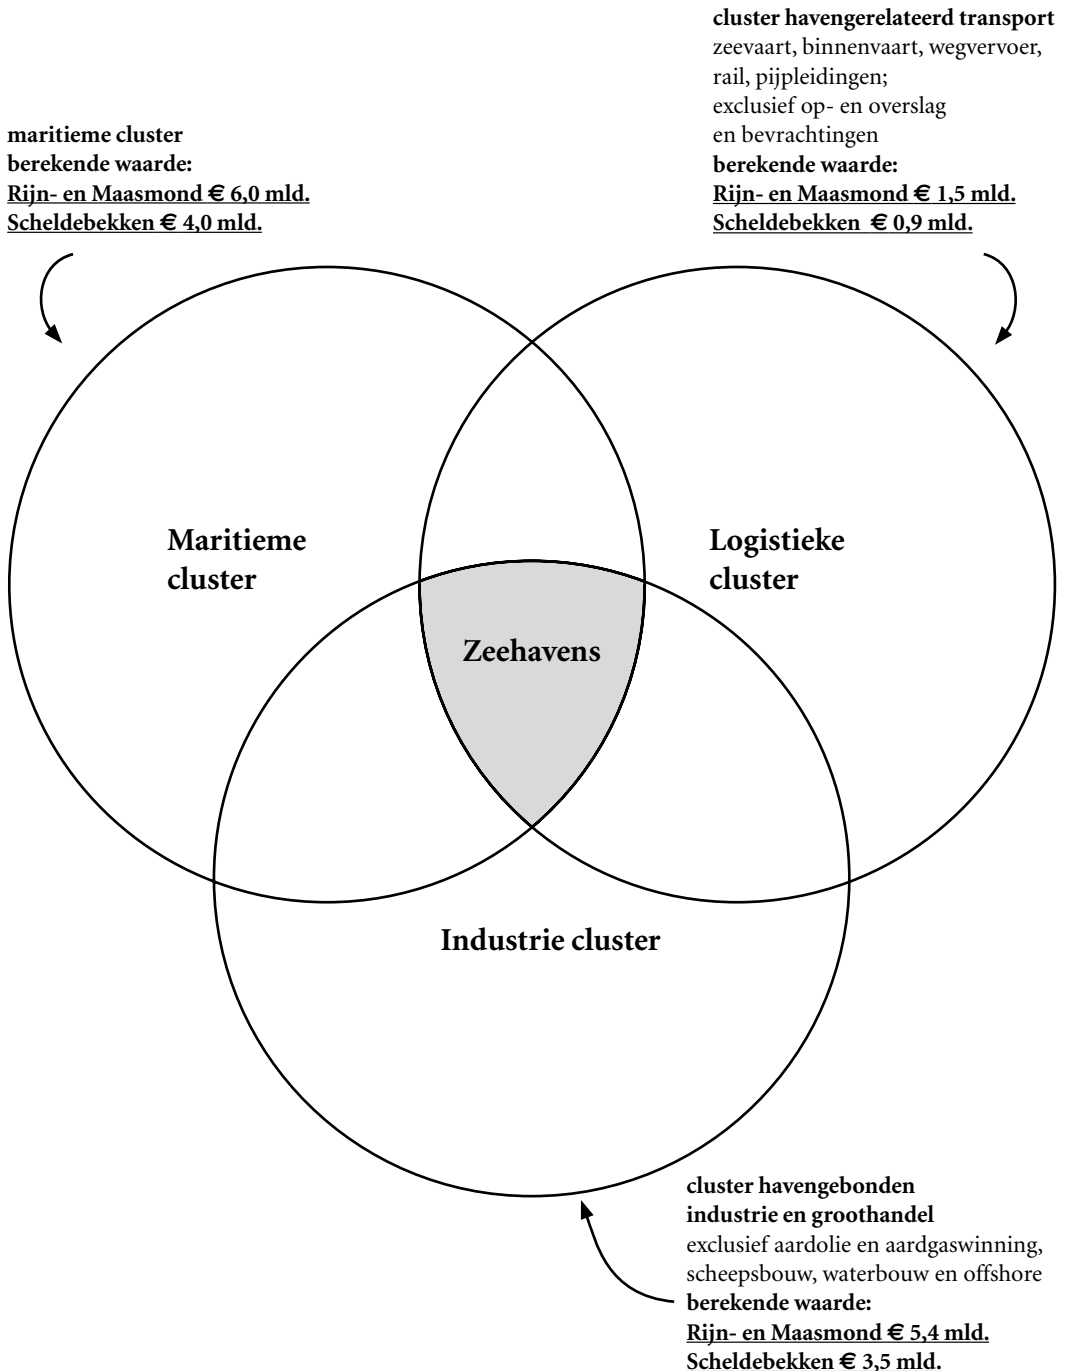 cluster havengerelateerd transport
zeevaart, binnenvaart, wegvervoer,
rail, pijpleidingen;
exclusief op- en overslag
en bevrachtingen
berekende waarde:
Rijn- en Maasmond € 1,5 mld.
Scheldebekken € 0,9 mld.
maritieme cluster
berekende waarde:
Rijn- en Maasmond € 6,0 mld.
Scheldebekken € 4,0 mld.
Maritieme
cluster
Logistieke
cluster
Zeehavens
Industrie cluster
cluster havengebonden
industrie en groothandel
exclusief aardolie en aardgaswinning,
scheepsbouw, waterbouw en offshore
berekende waarde:
Rijn- en Maasmond € 5,4 mld.
Scheldebekken € 3,5 mld.